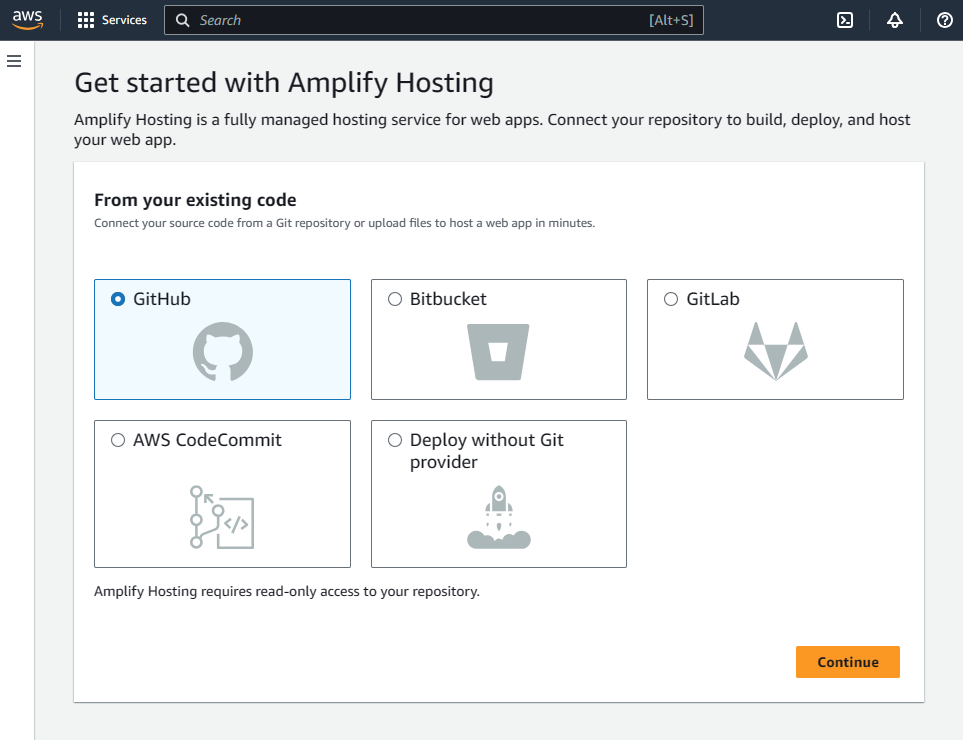 aws
Services
Search
[Alt+S]
Get started with Amplify Hosting
Amplify Hosting is a fully managed hosting service for web apps. Connect your repository to build, deploy, and host
your web app.
From your existing code
Connect your source code from a Git repository or upload files to host a web app in minutes.
GitHub
Bitbucket
GitLab
AWS CodeCommit
Deploy without Git
provider
Amplify Hosting requires read-only access to your repository.
Continue